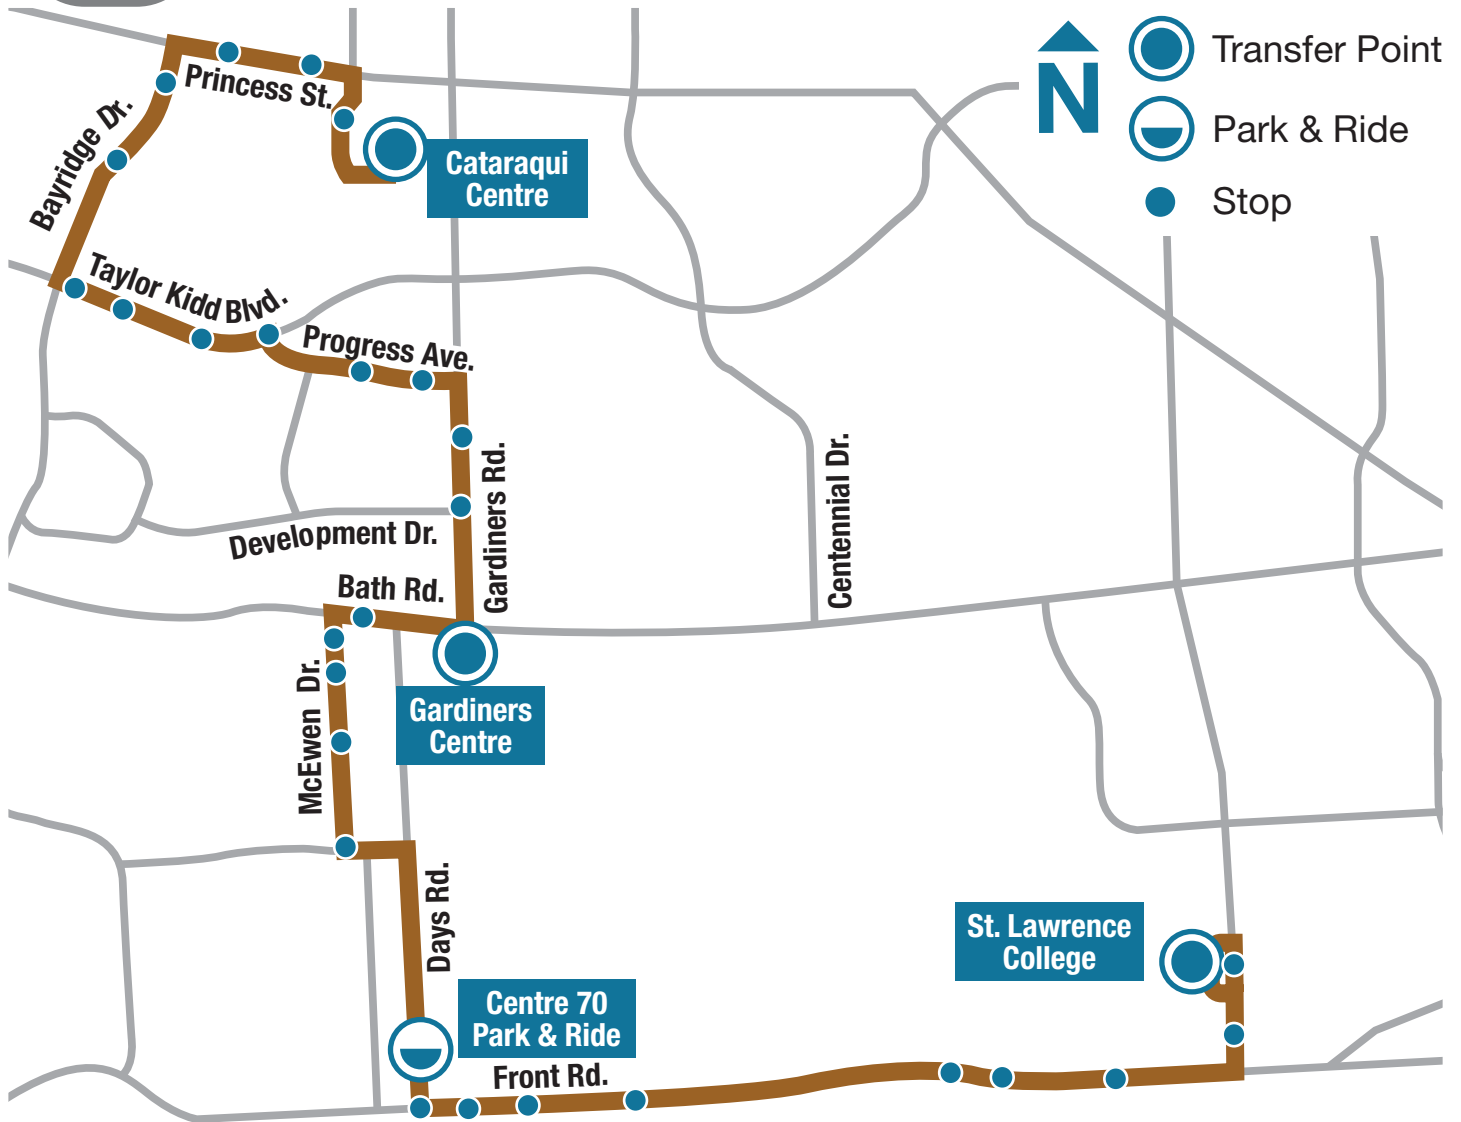 N
Transfer Point
Park & Ride
Stop
Princess St.
Bayridge Dr.
Cataraqui
Centre
Taylor Kidd Blvd.
Progress Ave.
Gardiners Rd.
Centennial Dr.
Development Dr.
Bath Rd.
McEwen Dr.
Gardiners
Centre
Days Rd.
St. Lawrence
College
Centre 70
Park & Ride
Front Rd.